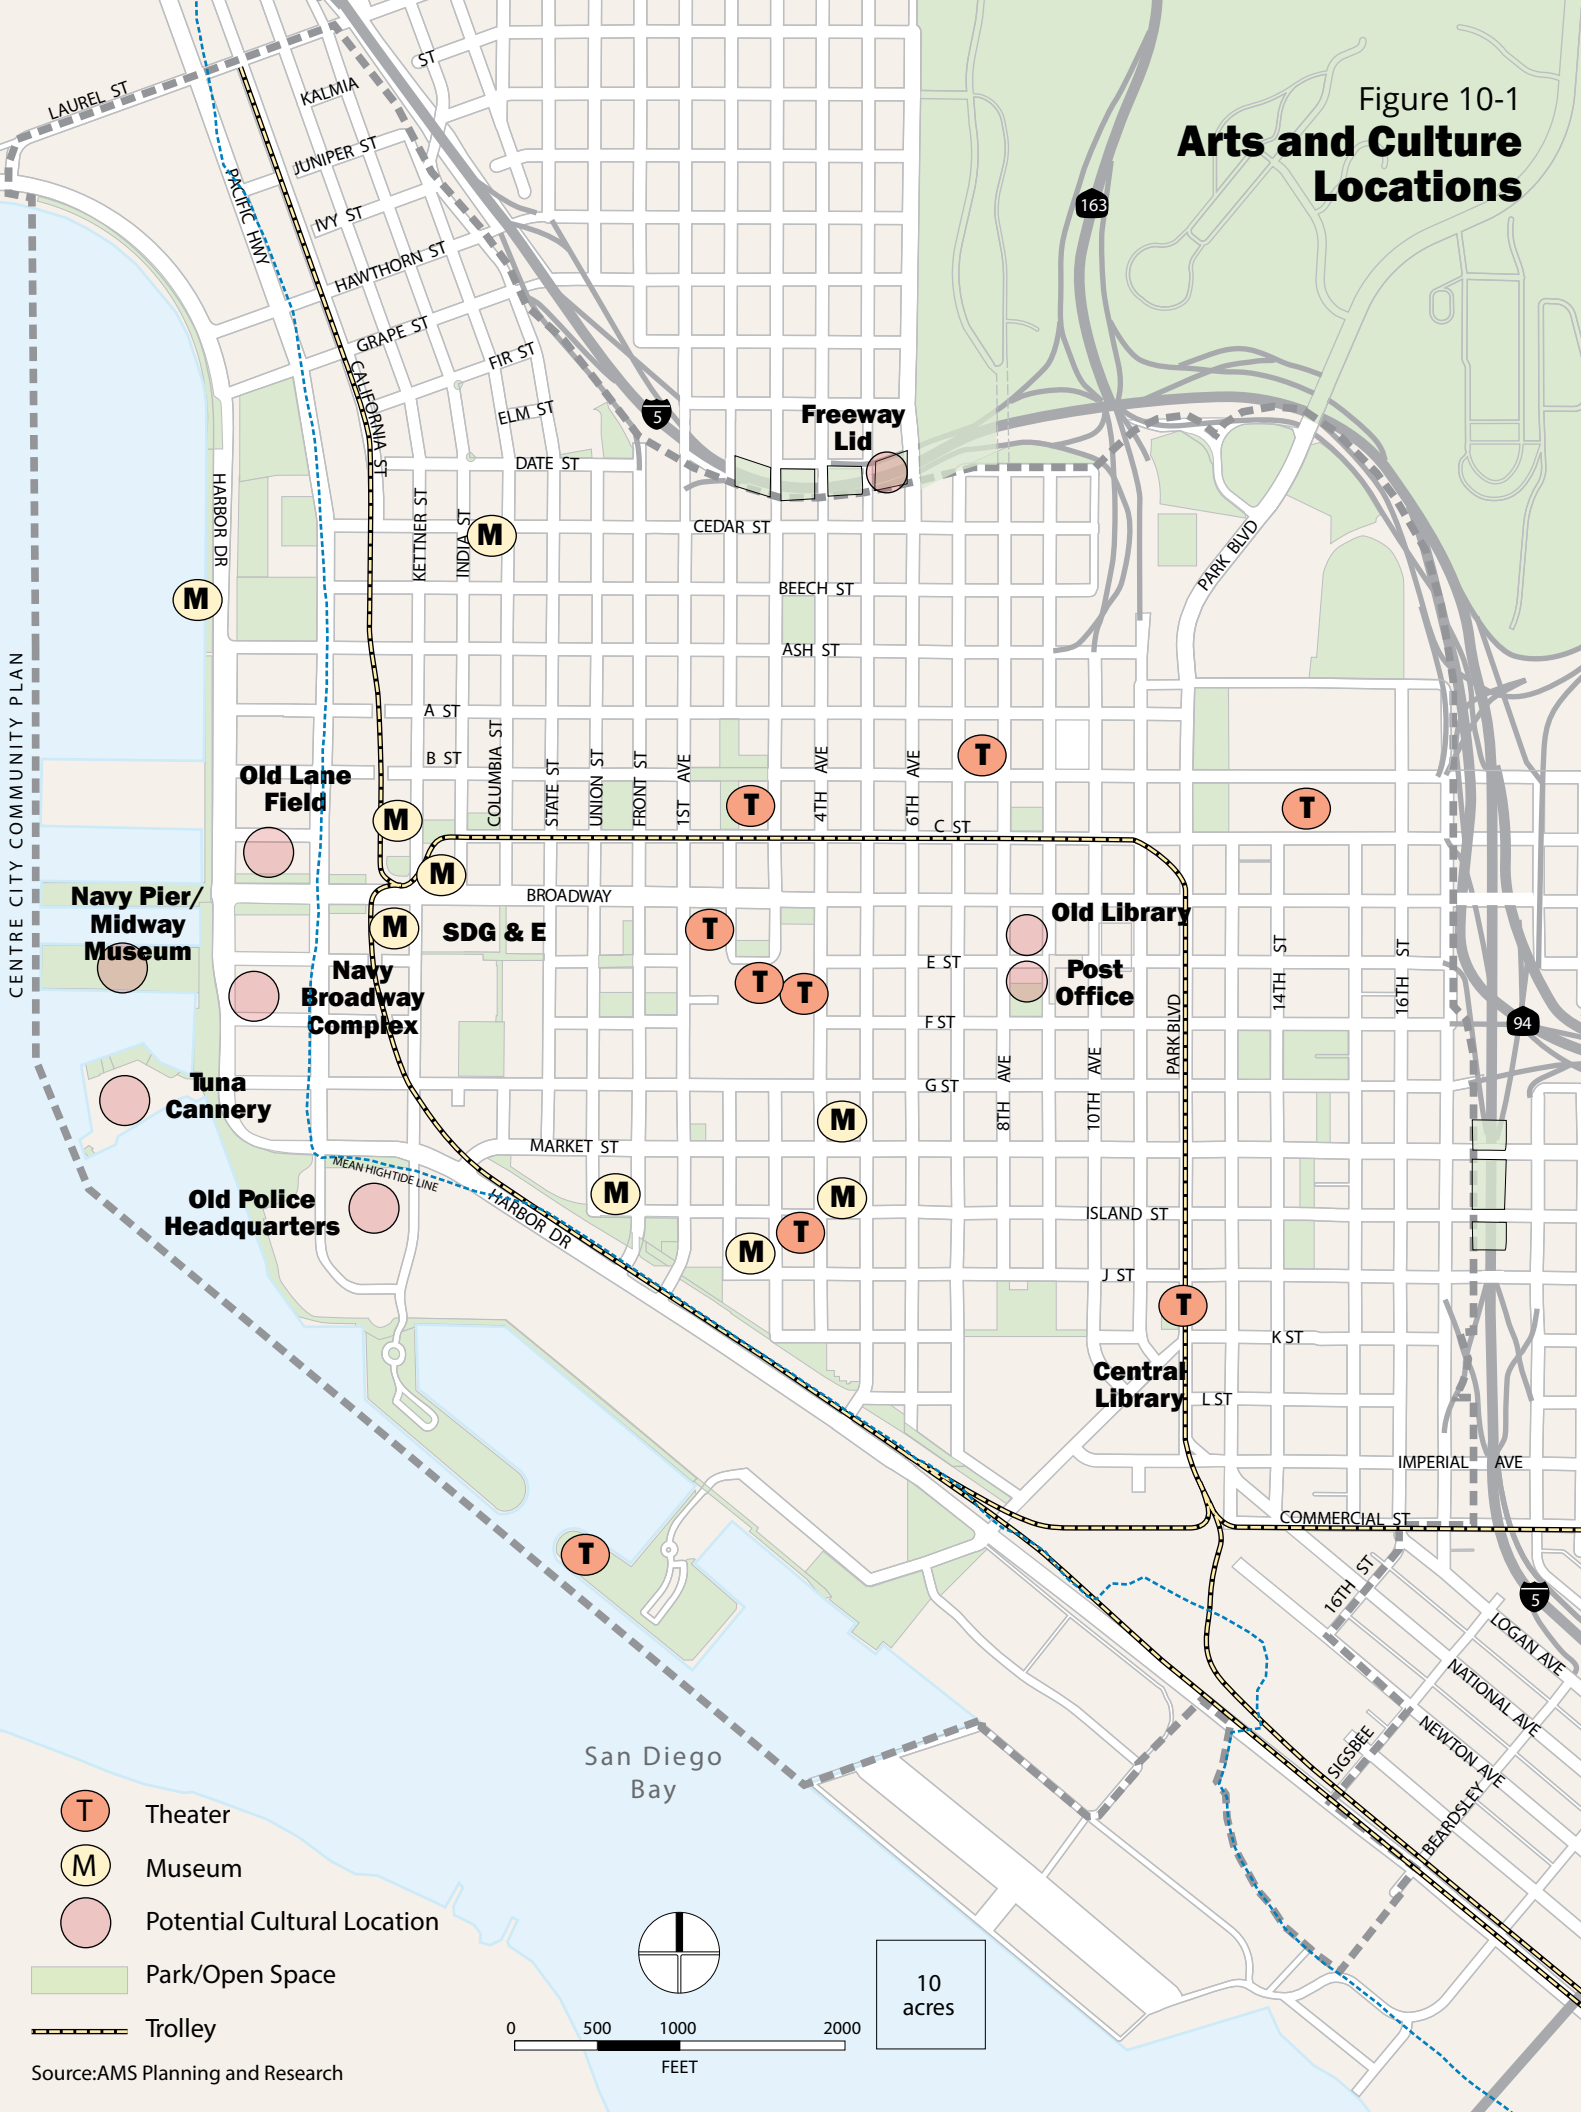 Figure 10-1
Arts and Culture
Locations
LAUREL ST
KALMIA
ST
JUNIPER ST
IVY ST
HAWTHORN ST
GRAPE ST
FIR ST
ELM ST
DATE ST
PACIFIC HWY
CALIFORNIA ST
HARBOR DR
KETTNER ST
INDIA ST
163
5
Freeway
Lid
M
M
CEDAR ST
BEECH ST
ASH ST
PARK BLVD
CENTRE CITY COMMUNITY PLAN
A ST
B ST
COLUMBIA ST
STATE ST
UNION ST
FRONT ST
1ST AVE
4TH AVE
6TH AVE
T
T
T
C ST
Old Lane
Field
M
M
M
BROADWAY
SDG & E
Navy Pier/
Midway
Museum
Navy
Broadway
Complex
T
T
T
Old Library
Post
Office
E ST
F ST
G ST
8TH AVE
10TH AVE
PARK BLVD
14TH ST
16TH ST
94
Tuna
Cannery
M
MARKET ST
MEAN HIGHTIDE LINE
Old Police
Headquarters
HARBOR DR
M
M
T
M
ISLAND ST
J ST
T
K ST
Central
Library
L ST
IMPERIAL AVE
COMMERCIAL ST
T
16TH ST
5
LOGAN AVE
NATIONAL AVE
NEWTON AVE
SIGSBEE
BEARDSLEY
San Diego
Bay
T Theater
M Museum
Potential Cultural Location
Park/Open Space
Trolley
Source:AMS Planning and Research
0 500 1000 2000
FEET
10
acres